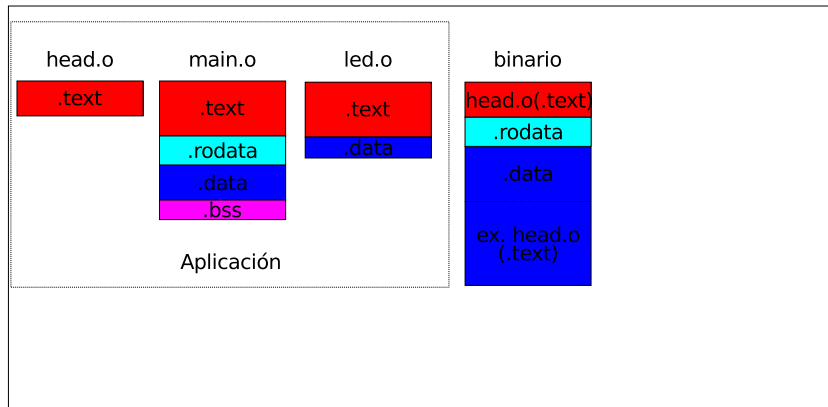 head.o
main.o
led.o
binario
.text
.text
.text
head.o(.text)
.rodata
.data
.rodata
.data
.data
.bss
ex. head.o
(.text)
Aplicación